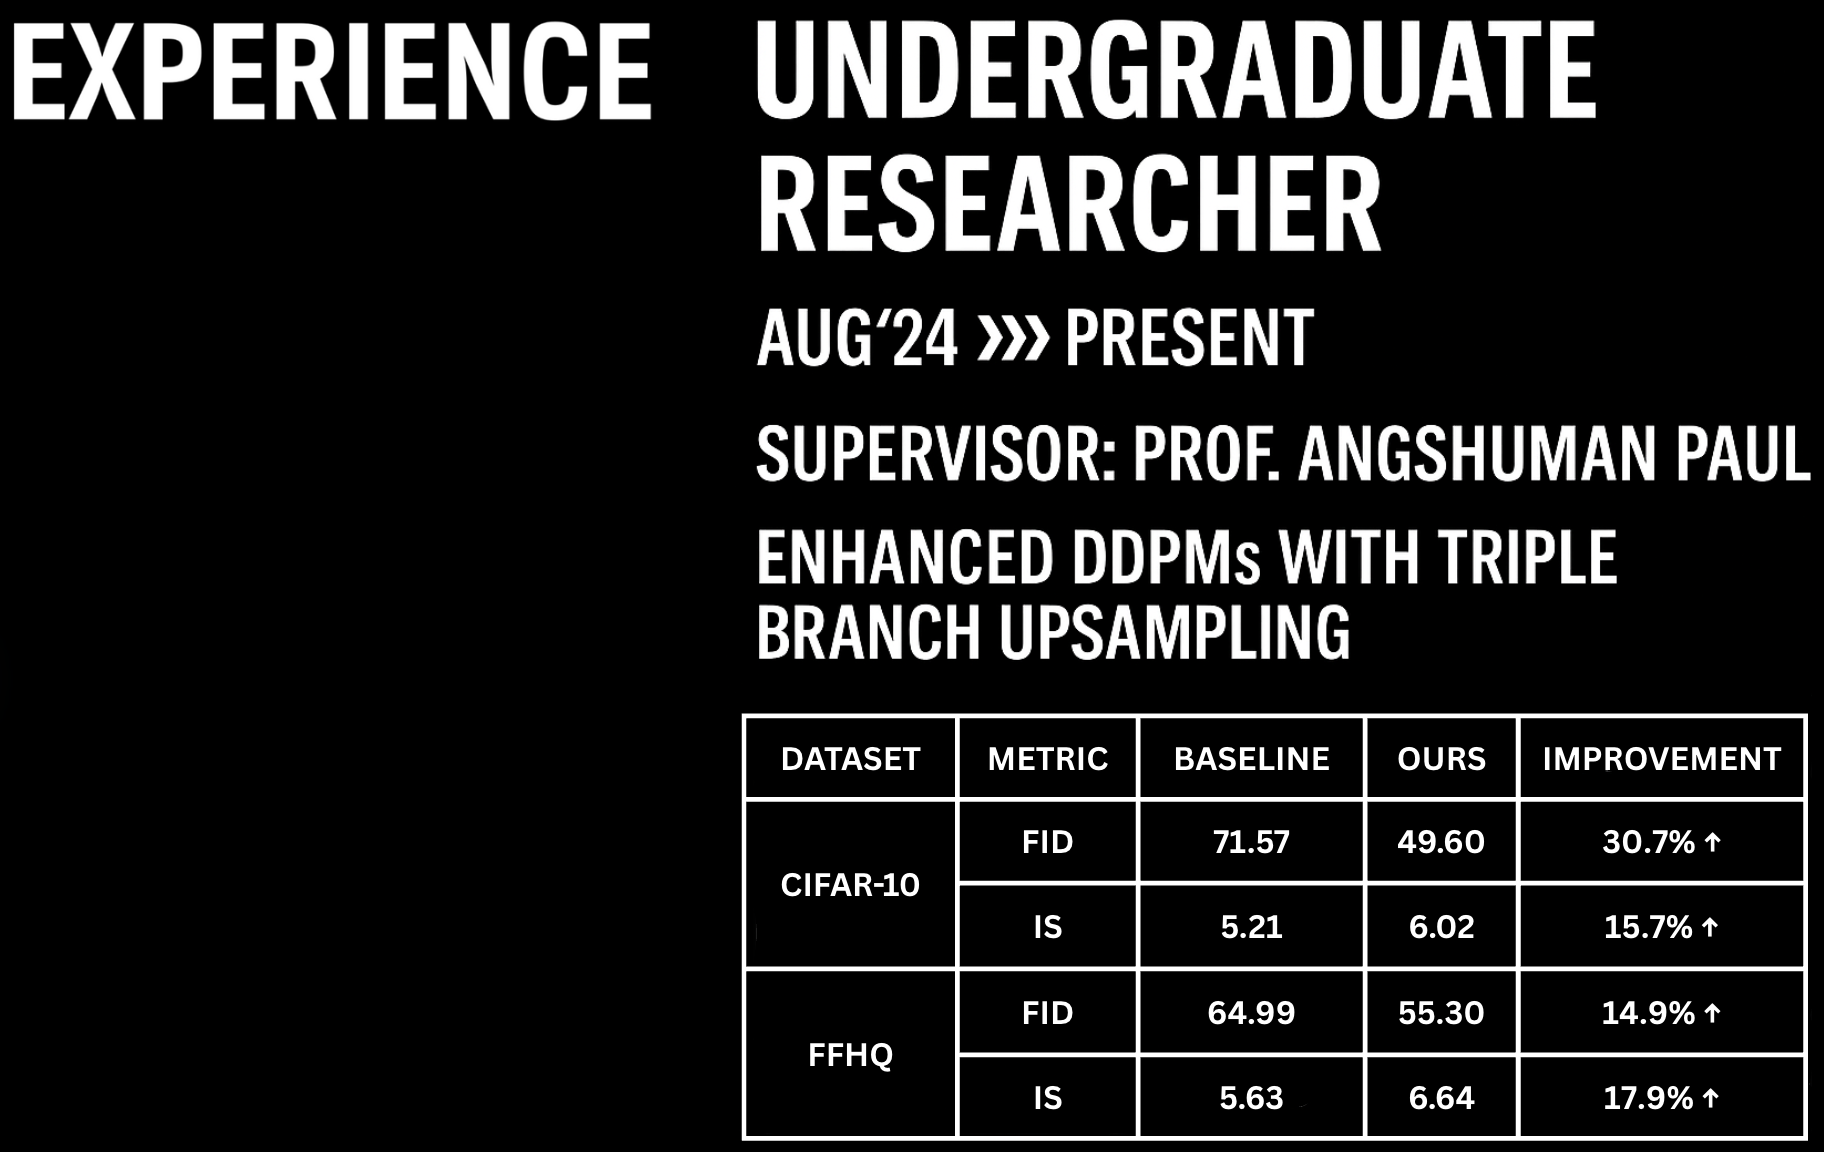 EXPERIENCE
UNDERGRADUATE
RESEARCHER
AUG‘24 >>> PRESENT
SUPERVISOR: PROF. ANGSHUMAN PAUL
ENHANCED DDPMs WITH TRIPLE
BRANCH UPSAMPLING
DATASET METRIC BASELINE OURS IMPROVEMENT
CIFAR-10
FID 71.57 49.60 30.7% ↑
IS 5.21 6.02 15.7% ↑
FFHQ
FID 64.99 55.30 14.9% ↑
IS 5.63 6.64 17.9% ↑